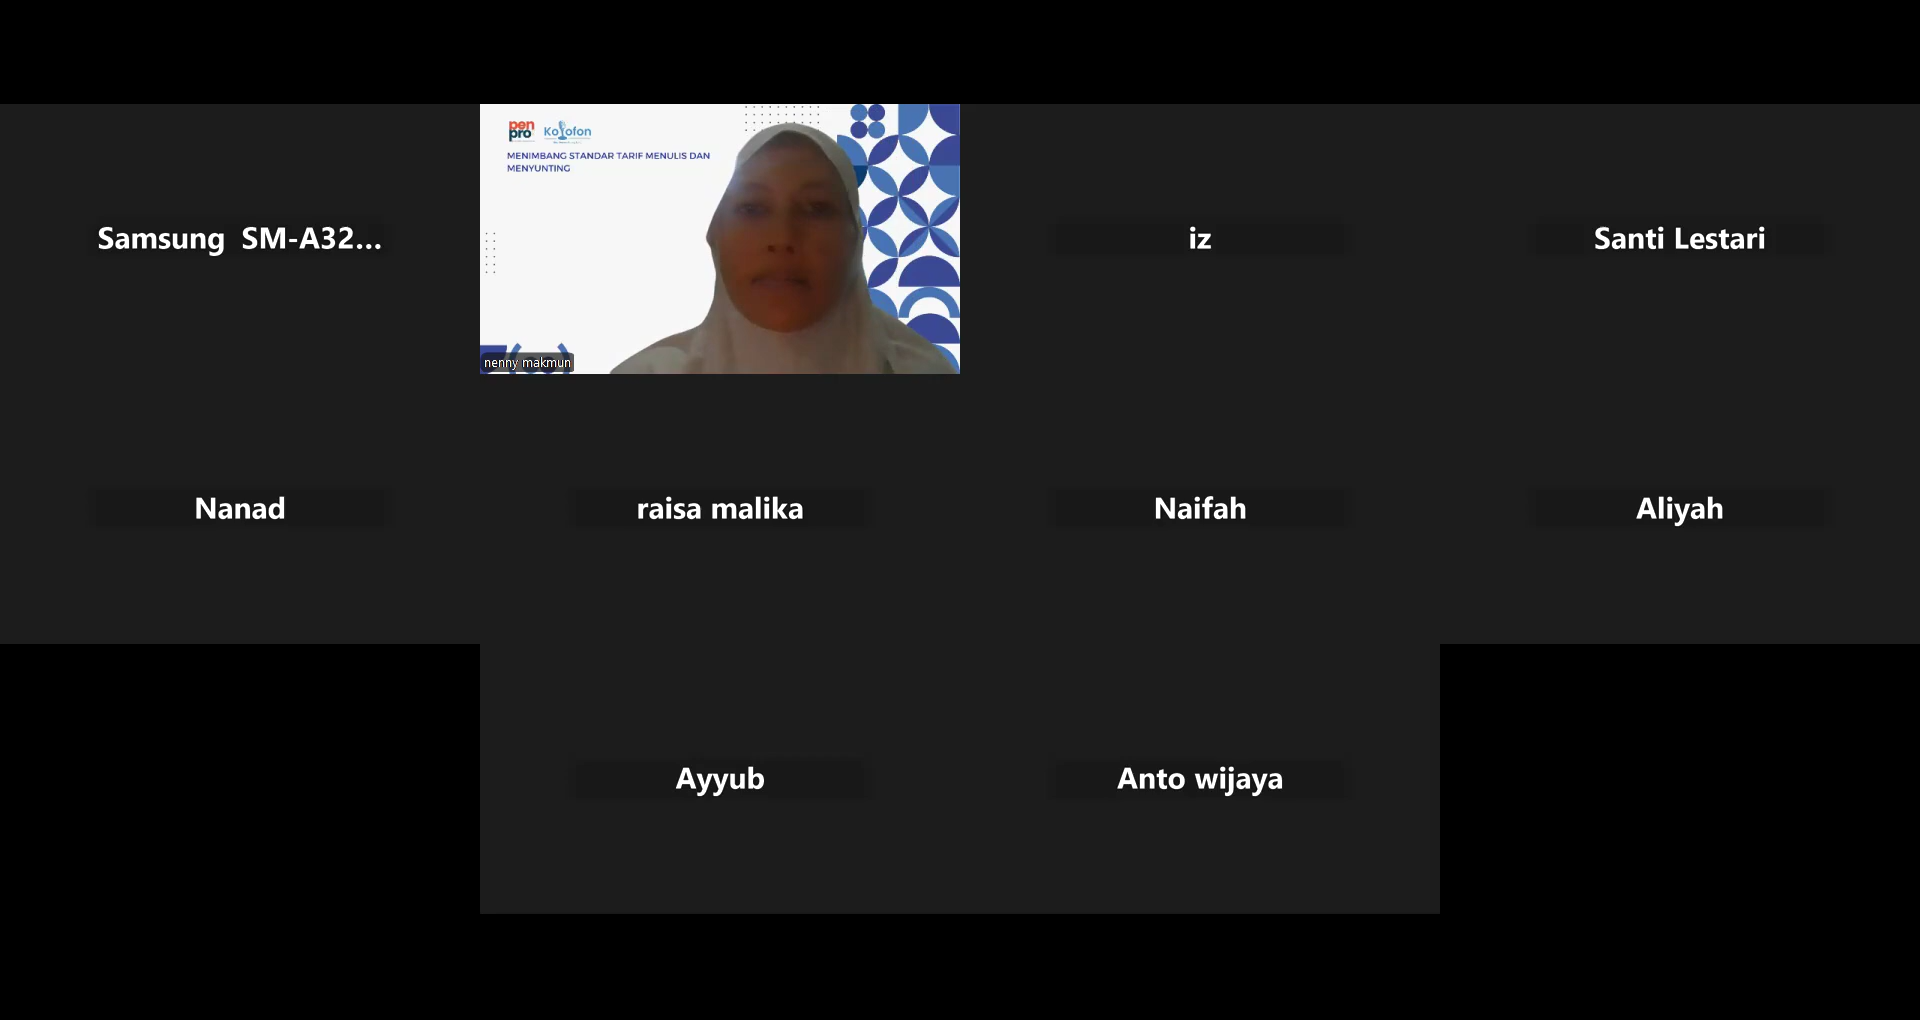 Samsung SM-A32...
pen
pro
Kolofon
MENIMBANG STANDAR TARIF MENULIS DAN
MENYUNTING
nenny makmun
iz
Santi Lestari
Nanad
raisa malika
Naifah
Aliyah
Ayyub
Anto wijaya